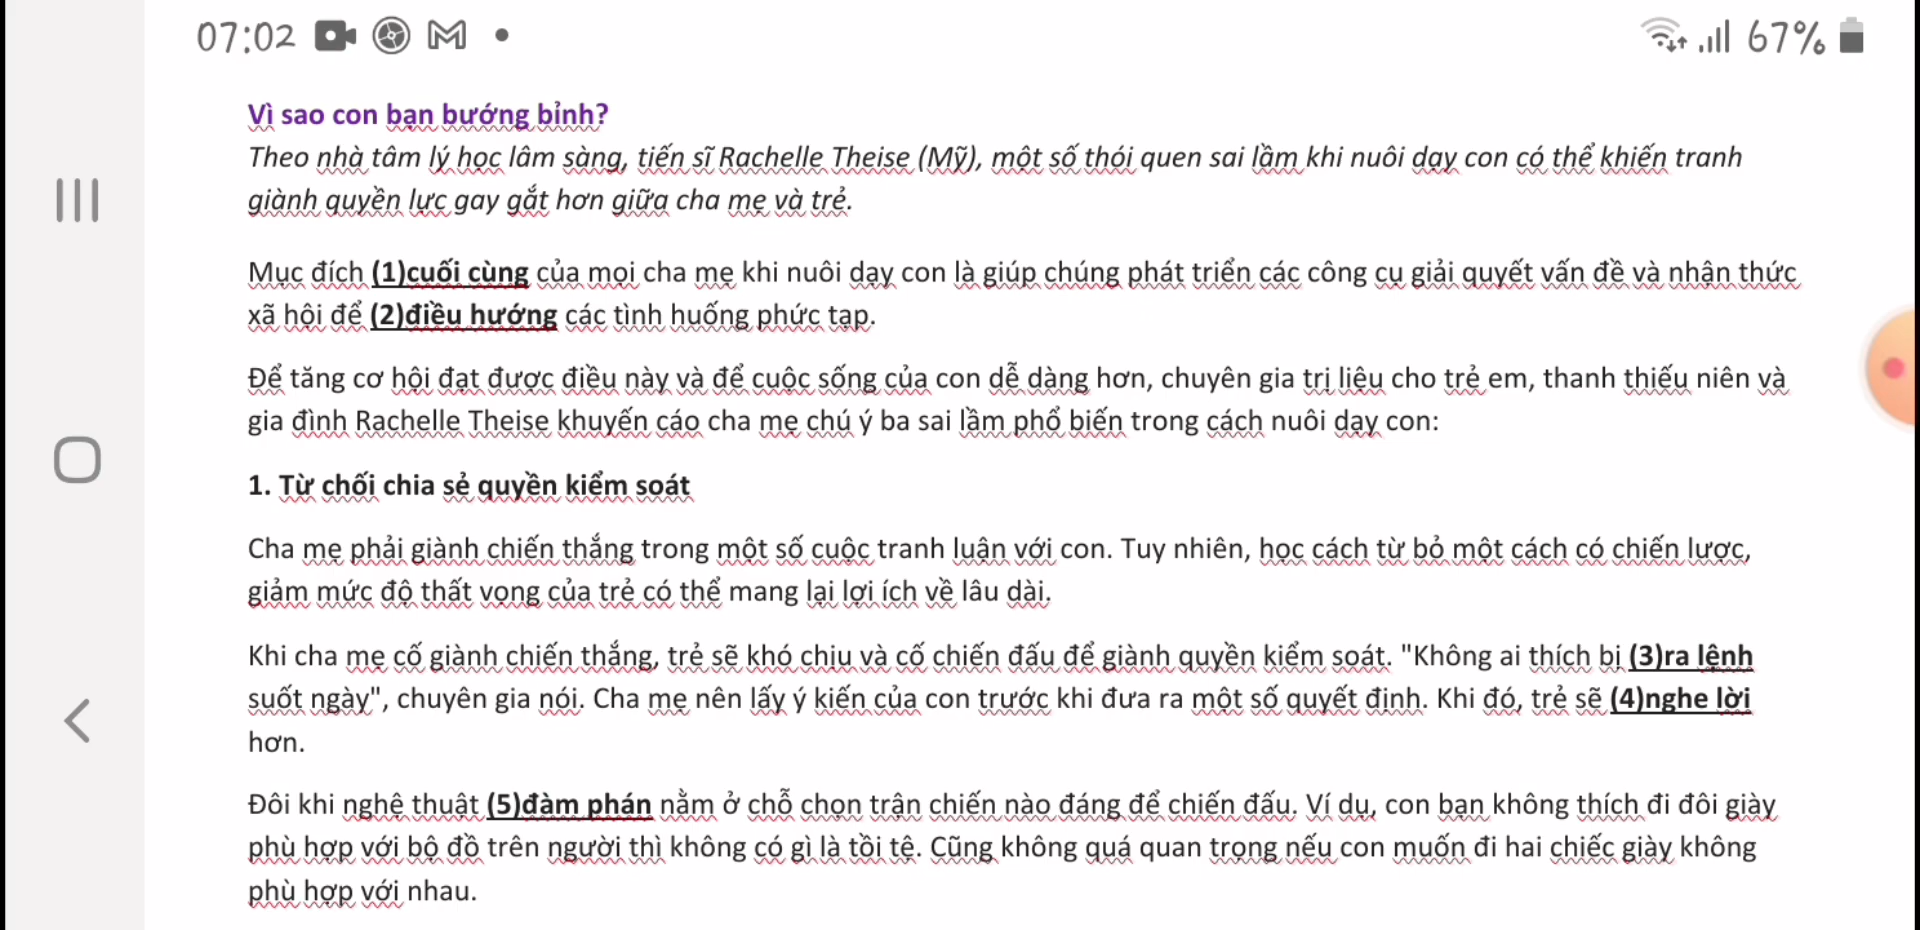 07:02
67%
Vì sao con bạn bướng bỉnh?
Theo nhà tâm lý học lâm sàng, tiến sĩ Rachelle Theise (Mỹ), một số thói quen sai lầm khi nuôi dạy con có thể khiến tranh
giành quyền lực gay gắt hơn giữa cha mẹ và trẻ.
Mục đích (1)cuối cùng của mọi cha mẹ khi nuôi dạy con là giúp chúng phát triển các công cụ giải quyết vấn đề và nhận thức
xã hội để (2)điều hướng các tình huống phức tạp.
Để tăng cơ hội đạt được điều này và để cuộc sống của con dễ dàng hơn, chuyên gia trị liệu cho trẻ em, thanh thiếu niên và
gia đình Rachelle Theise khuyến cáo cha mẹ chú ý ba sai lầm phổ biến trong cách nuôi dạy con:
1. Từ chối chia sẻ quyền kiểm soát
Cha mẹ phải giành chiến thắng trong một số cuộc tranh luận với con. Tuy nhiên, học cách từ bỏ một cách có chiến lược,
giảm mức độ thất vọng của trẻ có thể mang lại lợi ích về lâu dài.
Khi cha mẹ cố giành chiến thắng, trẻ sẽ khó chịu và cố chiến đấu để giành quyền kiểm soát. "Không ai thích bị (3)ra lệnh
suốt ngày", chuyên gia nói. Cha mẹ nên lấy ý kiến của con trước khi đưa ra một số quyết định. Khi đó, trẻ sẽ (4)nghe lời
hơn.
Đôi khi nghệ thuật (5)đàm phán nằm ở chỗ chọn trận chiến nào đáng để chiến đấu. Ví dụ, con bạn không thích đi đôi giày
phù hợp với bộ đồ trên người thì không có gì là tồi tệ. Cũng không quá quan trọng nếu con muốn đi hai chiếc giày không
phù hợp với nhau.